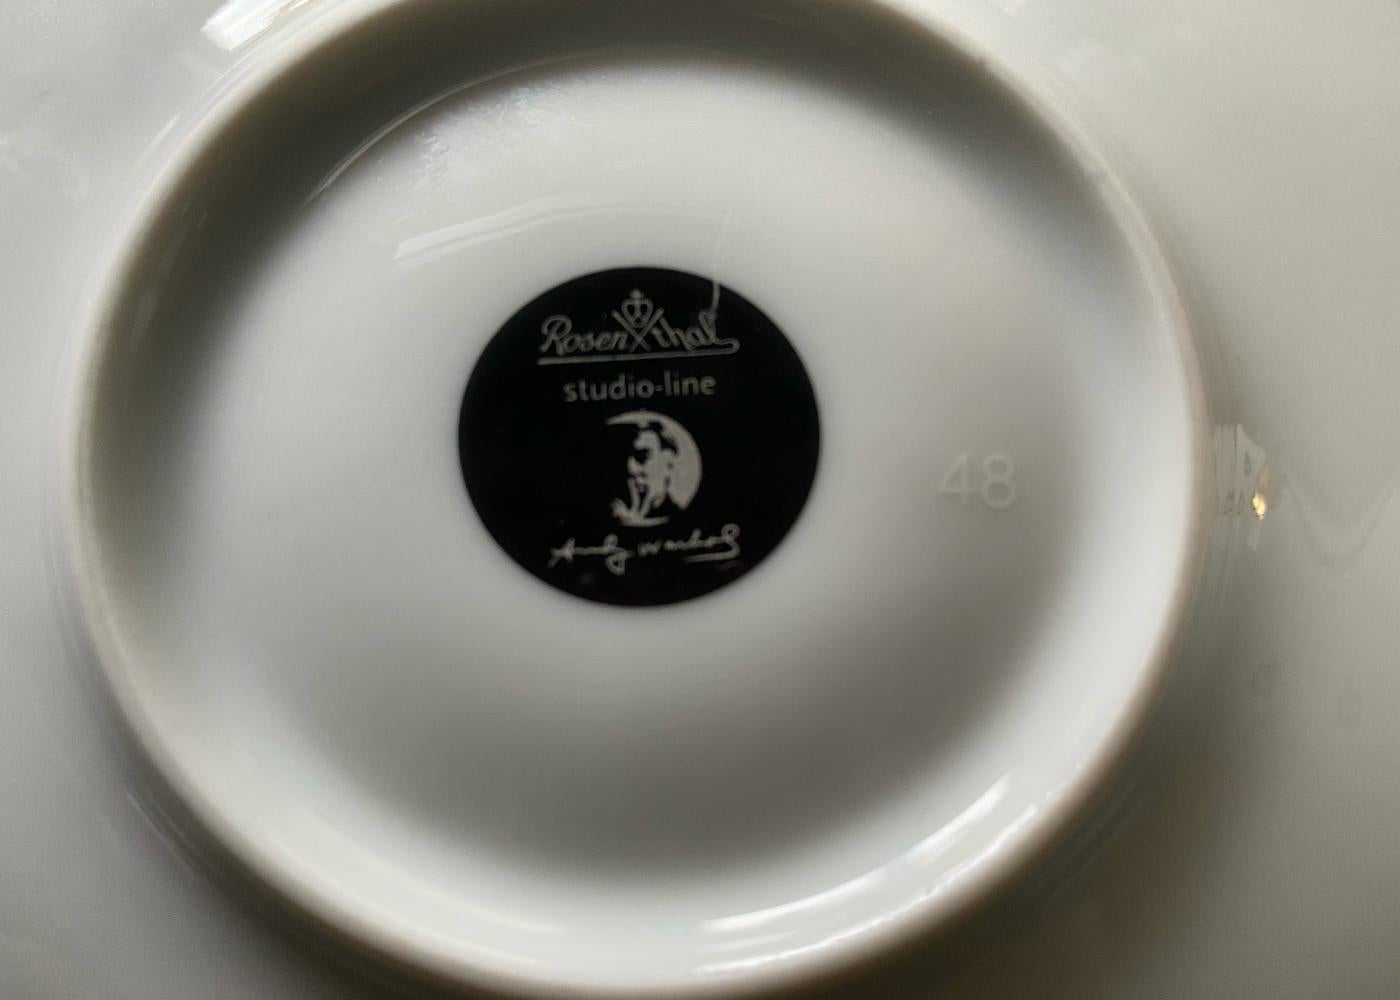 Rosenthal
studio-line
Andy Warhol
48